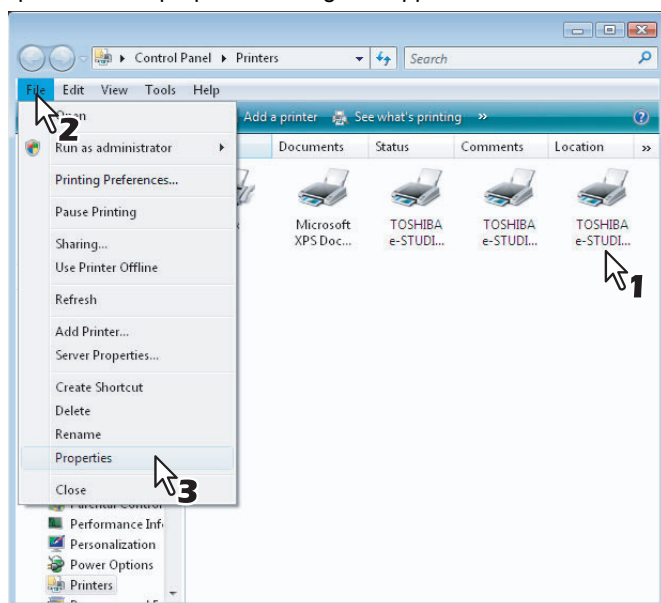 Control Panel Printers Search
File Edit View Tools Help
Add a printer See what's printing »
Open
2
Run as administrator
Documents Status Comments Location »
Printing Preferences...
Pause Printing
Microsoft TOSHIBA TOSHIBA TOSHIBA
XPS Doc... e-STUDI... e-STUDI... e-STUDI...
Sharing...
Use Printer Offline
1
Refresh
Add Printer...
Server Properties...
Create Shortcut
Delete
Rename
Properties
3
Close
Parental Control
Performance Inf
Personalization
Power Options
Printers